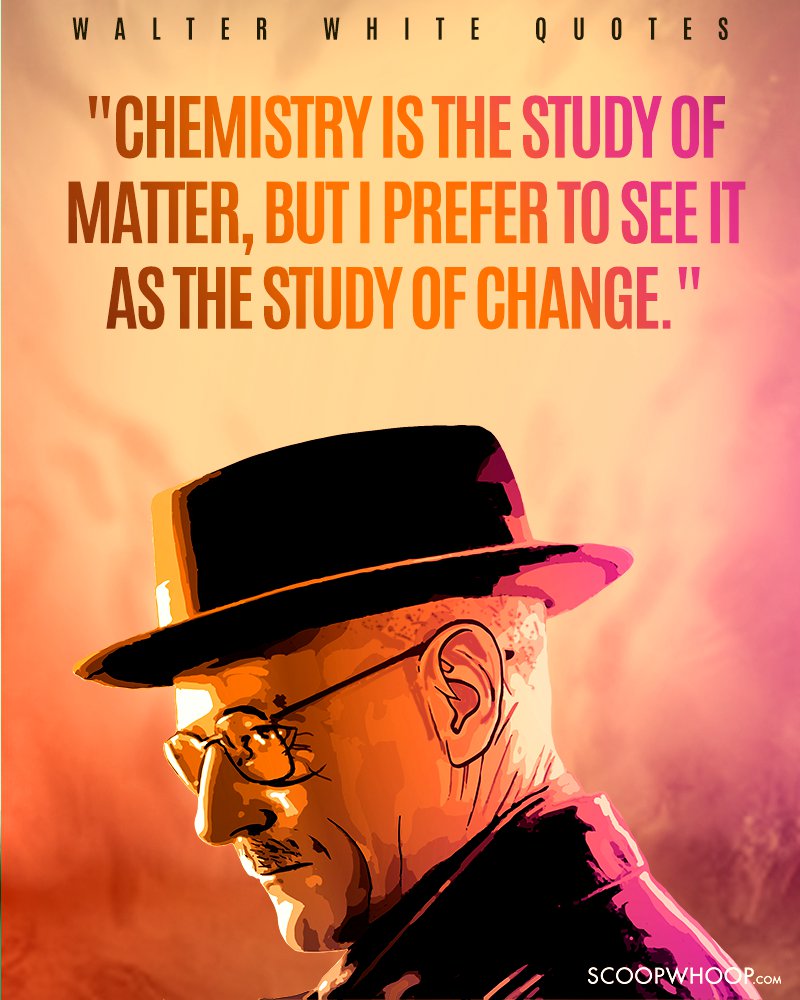 WALTER WHITE QUOTES
"CHEMISTRY IS THE STUDY OF
MATTER, BUT I PREFER TO SEE IT
AS THE STUDY OF CHANGE."
SCOOPWHOOP.COM